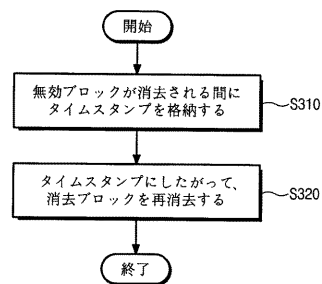 開始
無効ブロックが消去される間に
タイムスタンプを格納する
S310
タイムスタンプにしたがって、
消去ブロックを再消去する
S320
終了